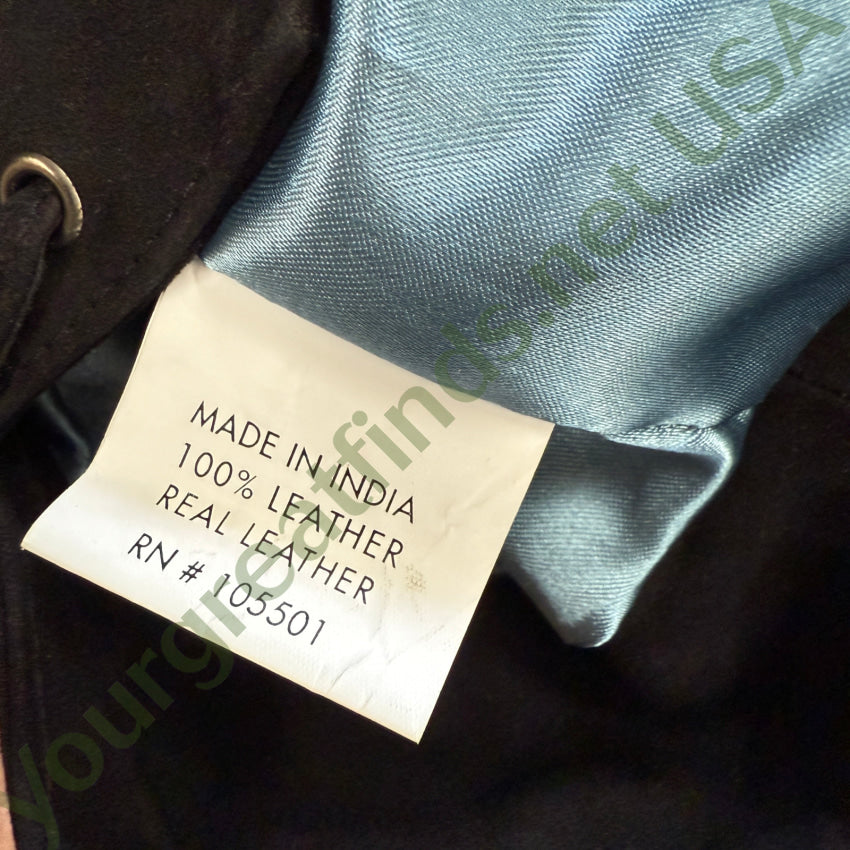 MADE IN INDIA
100% LEATHER
REAL LEATHER
RN # 105501
yourgreatfinds.net USA